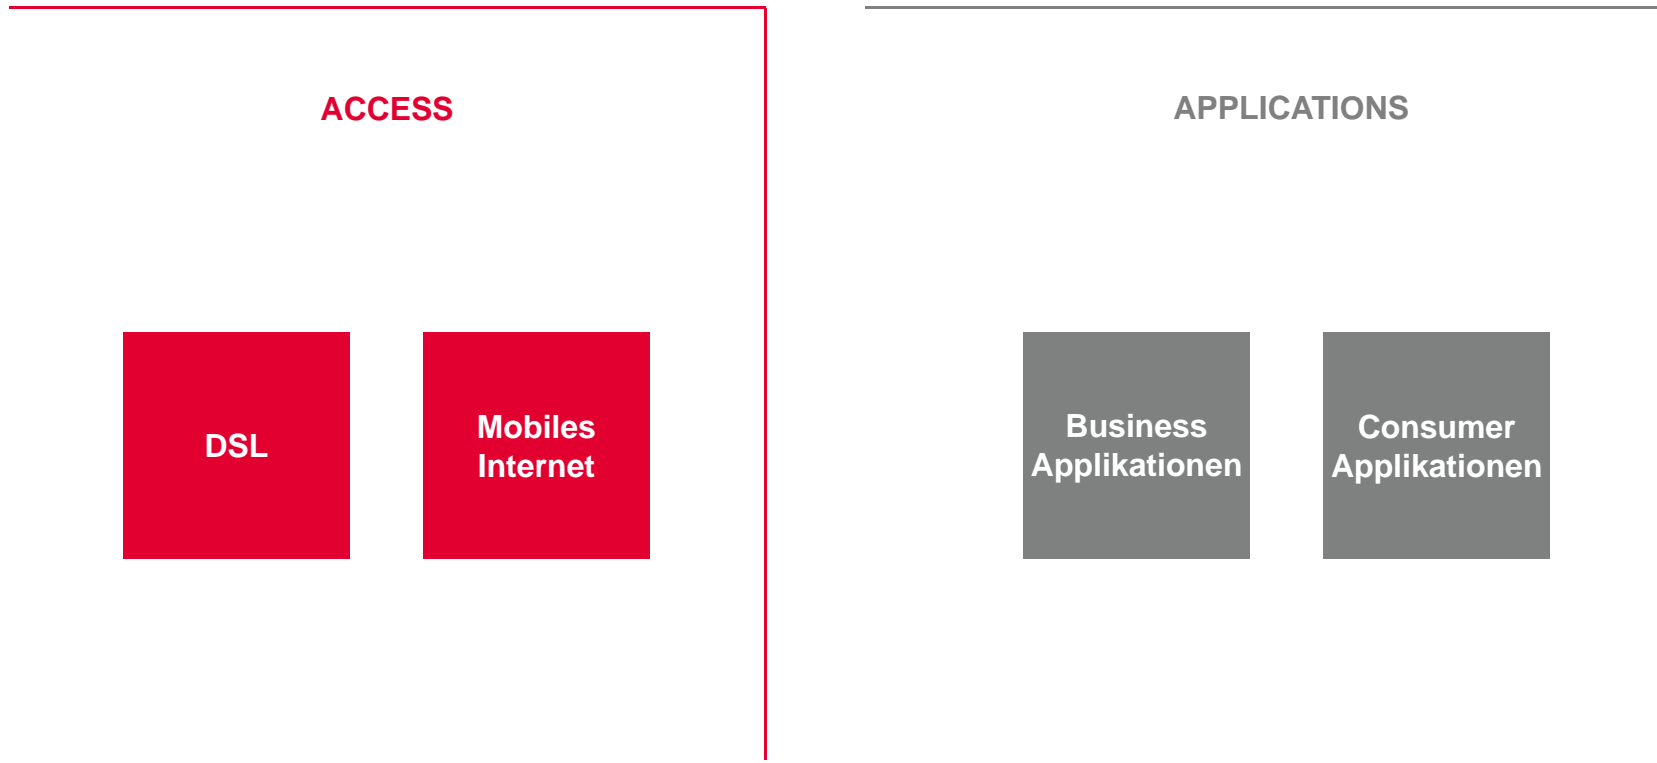 ACCESS
APPLICATIONS
DSL
Mobiles
Internet
Business
Applikationen
Consumer
Applikationen